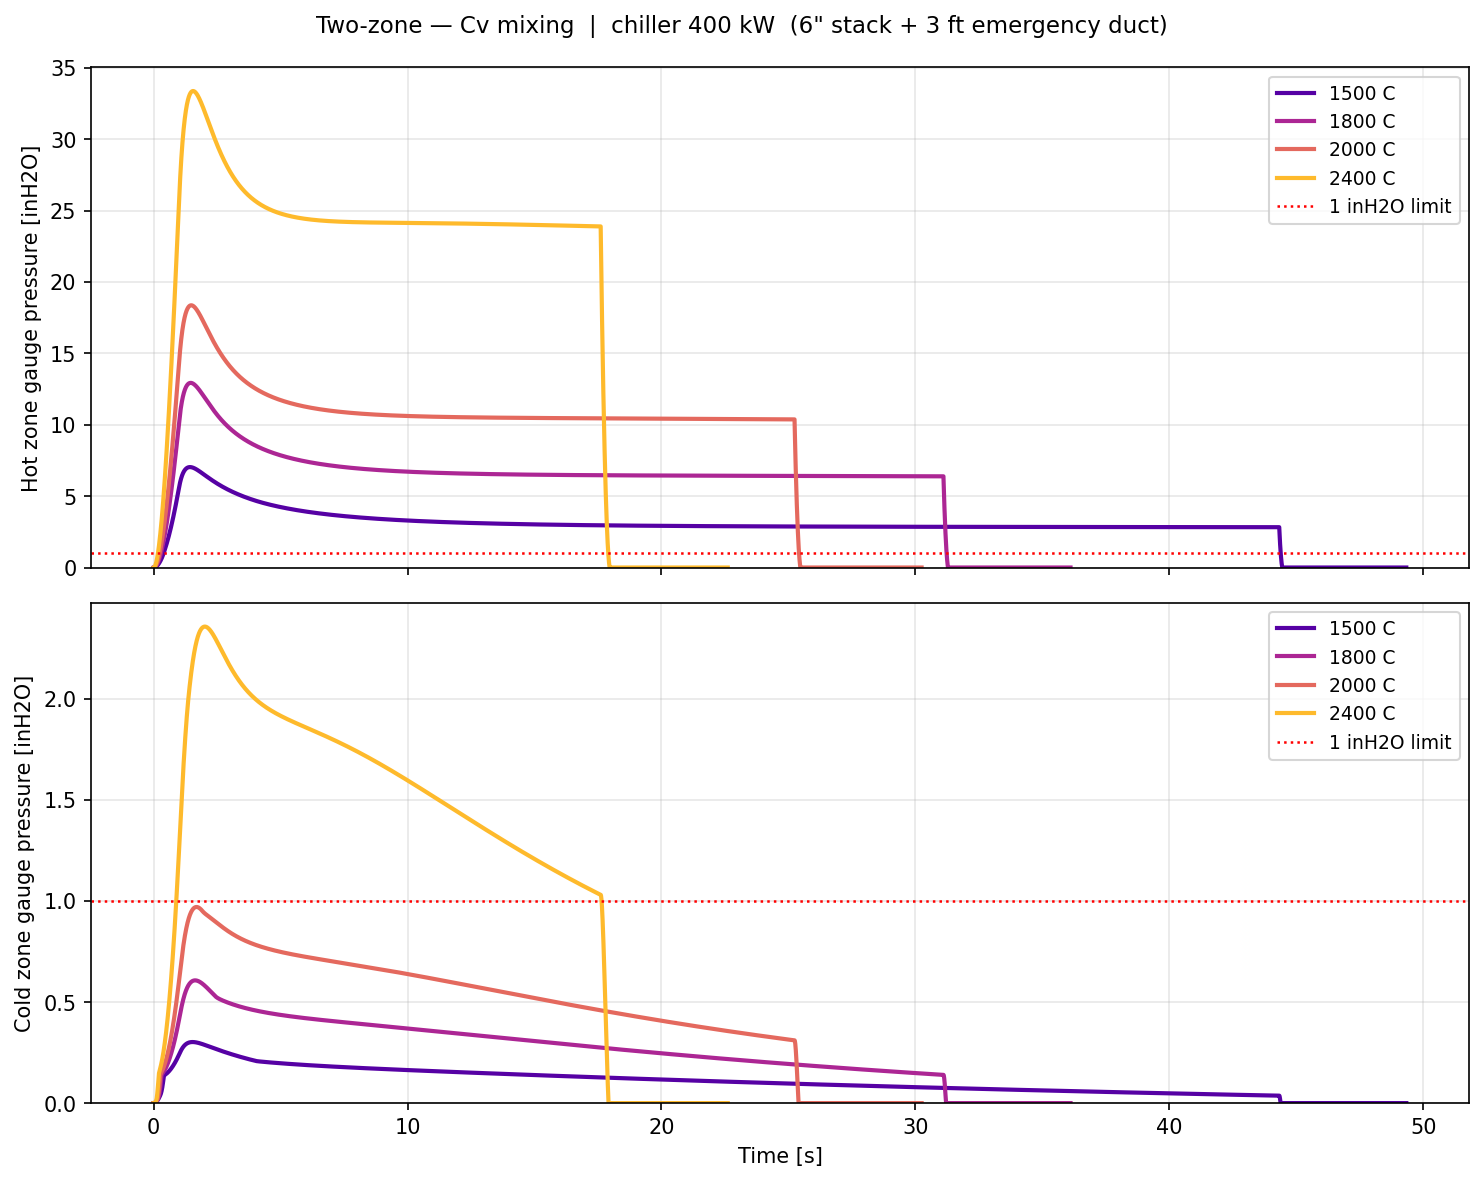 Two-zone — Cv mixing  |  chiller 400 kW  (6" stack + 3 ft emergency duct)
Hot zone gauge pressure [inH2O]
35
30
25
20
15
10
5
0
1500 C
1800 C
2000 C
2400 C
1 inH2O limit
Cold zone gauge pressure [inH2O]
2.0
1.5
1.0
0.5
0.0
1500 C
1800 C
2000 C
2400 C
1 inH2O limit
0 10 20 30 40 50
Time [s]